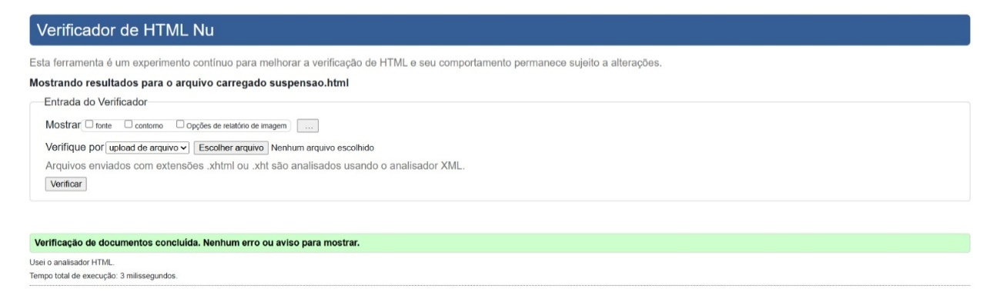 Verificador de HTML Nu
Esta ferramenta é um experimento contínuo para melhorar a verificação de HTML e seu comportamento permanece sujeito a alterações.
Mostrando resultados para o arquivo carregado suspensao.html
Entrada do Verificador
Mostrar fonte contorno Opções de relatório de imagem ...
Verifique por upload de arquivo Escolher arquivo Nenhum arquivo escolhido
Arquivos enviados com extensões .xhtml ou .xht são analisados usando o analisador XML.
Verificar
Verificação de documentos concluída. Nenhum erro ou aviso para mostrar.
Usei o analisador HTML.
Tempo total de execução: 3 milissegundos.